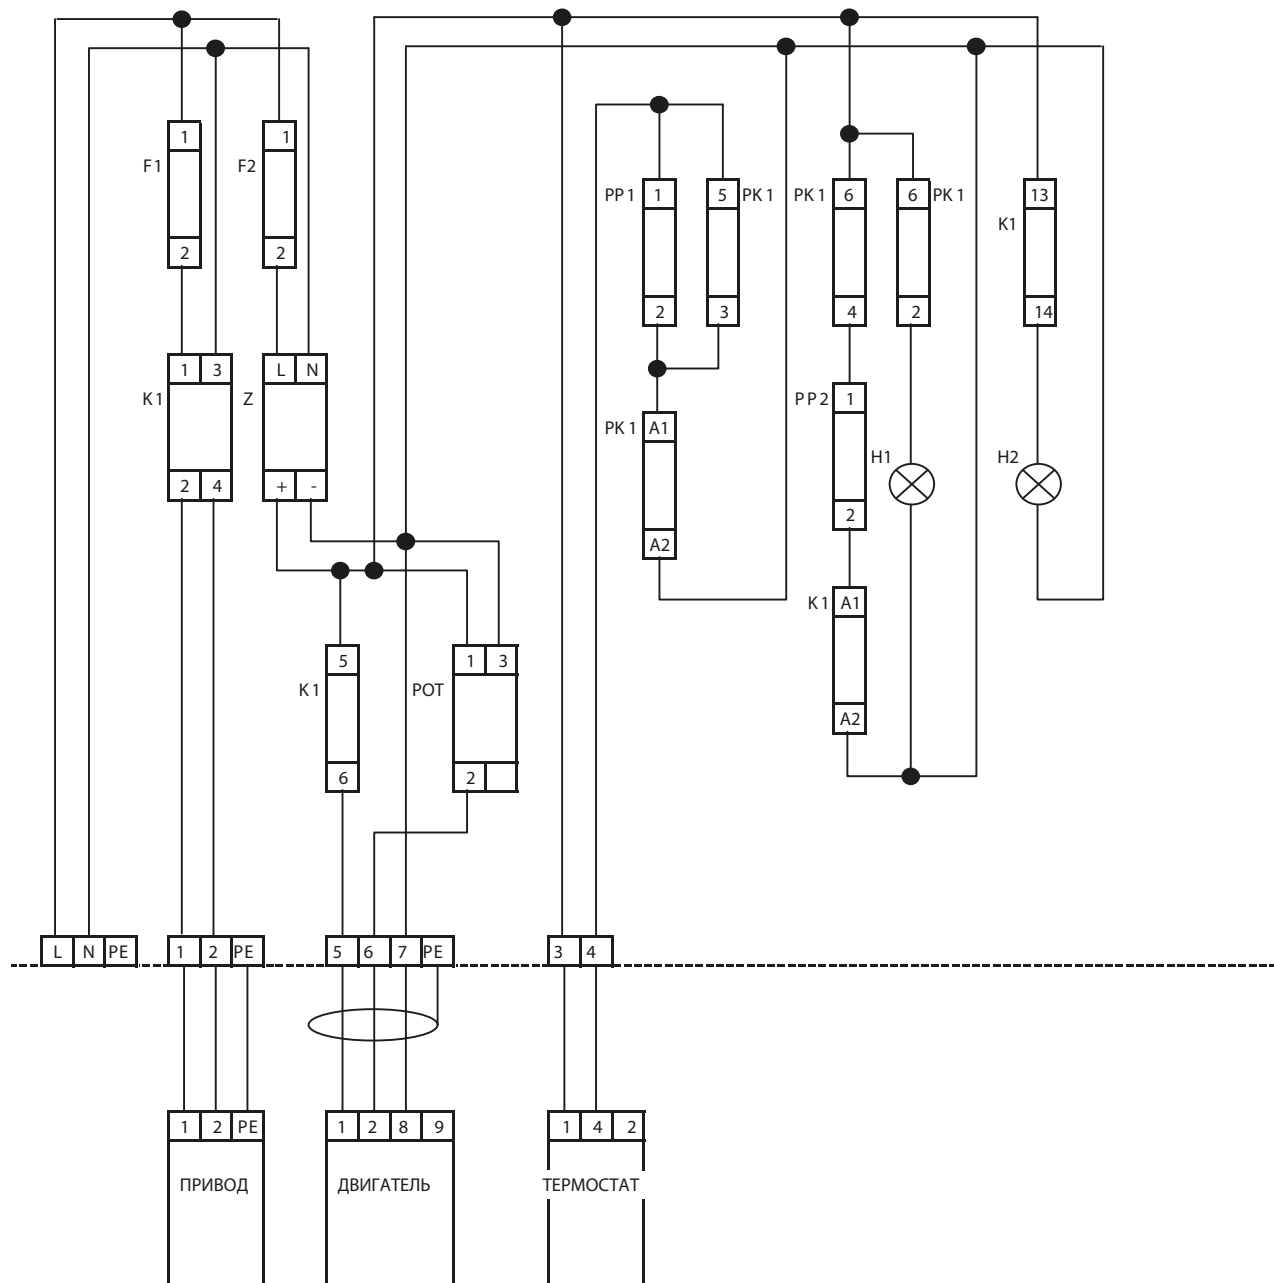 1 1
F1 F2
2 2
PP1 1 5 PK1 PK1 6 6 PK1 13
K1
2 3 4 2 14
1 3 L N
K1 Z PP2 1
PK1 A1
H1 H2
2 4 + -
2
A2
K1 A1
5 1 3
K1 POT
A2
6 2
L N PE 1 2 PE 5 6 7 PE 3 4
1 2 PE 1 2 8 9 1 4 2
ПРИВОД ДВИГАТЕЛЬ ТЕРМОСТАТ